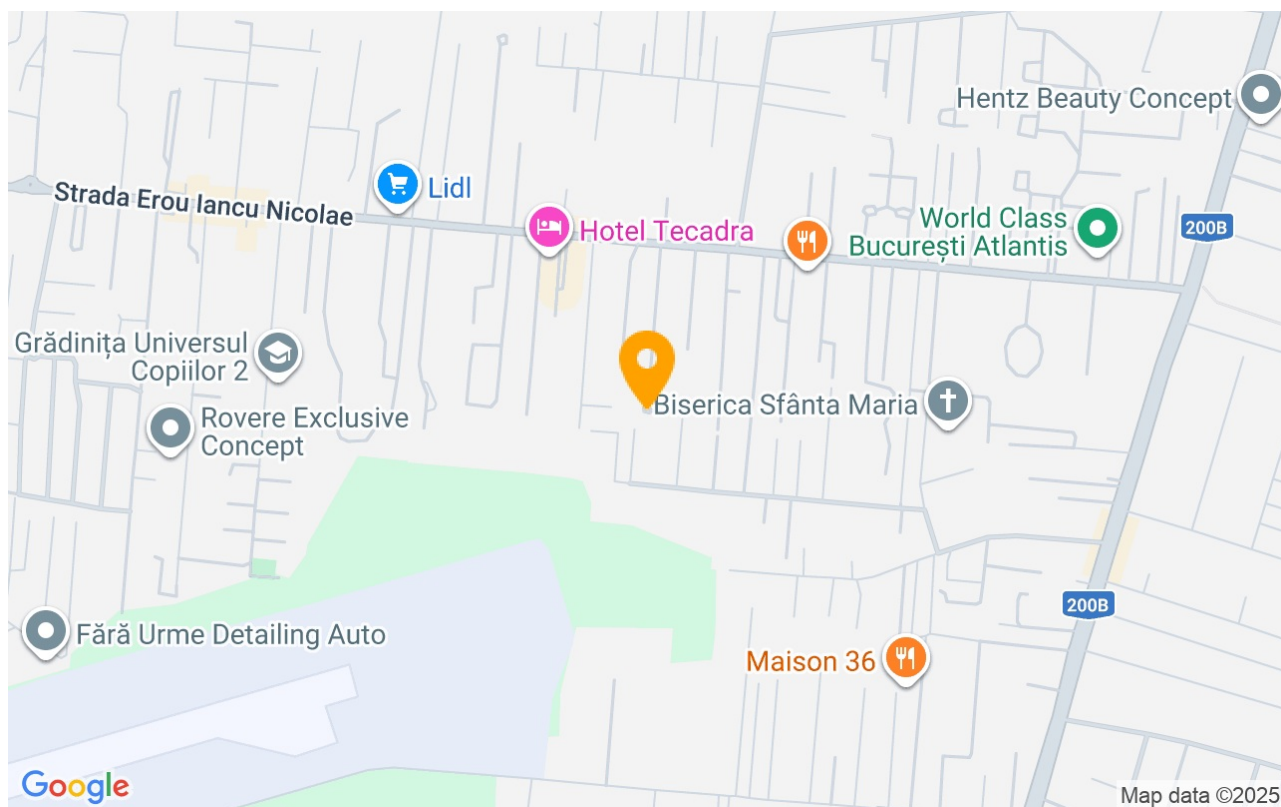 Hentz Beauty Concept
Strada Erou Iancu Nicolae
Lidl
Hotel Tecadra
World Class
București Atlantis
200B
Grădinița Universul
Copiilor 2
Rovere Exclusive
Concept
Biserica Sfânta Maria
200B
Fără Urme Detailing Auto
Maison 36
Google
Map data ©2025